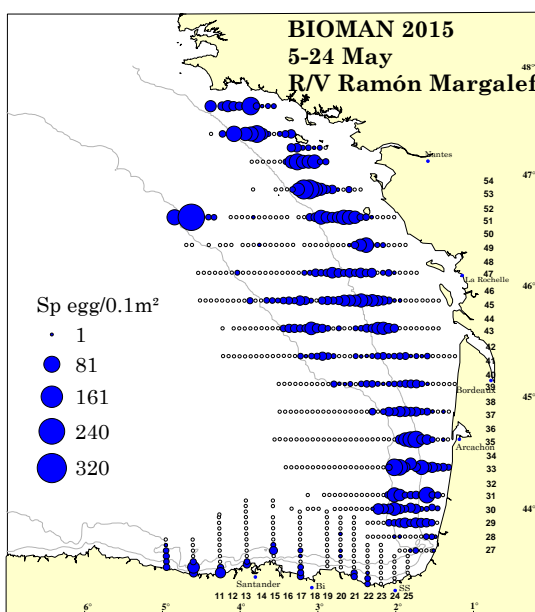 BIOMAN 2015
5-24 May
R/V Ramón Margalef
48°
Nantes
47°
54
53
52
51
50
49
48
47
La Rochelle
46°
46
45
44
43
42
41
40
39
Bordeaux
45°
38
37
36
35
Arcachon
34
33
32
31
30
44°
29
28
27
Sp egg/0.1m²
1
81
161
240
320
Santander
Bi
SS
11 12 13 14 15 16 17 18 19 20 21 22 23 24 25
6° 5° 4° 3° 2° 1°